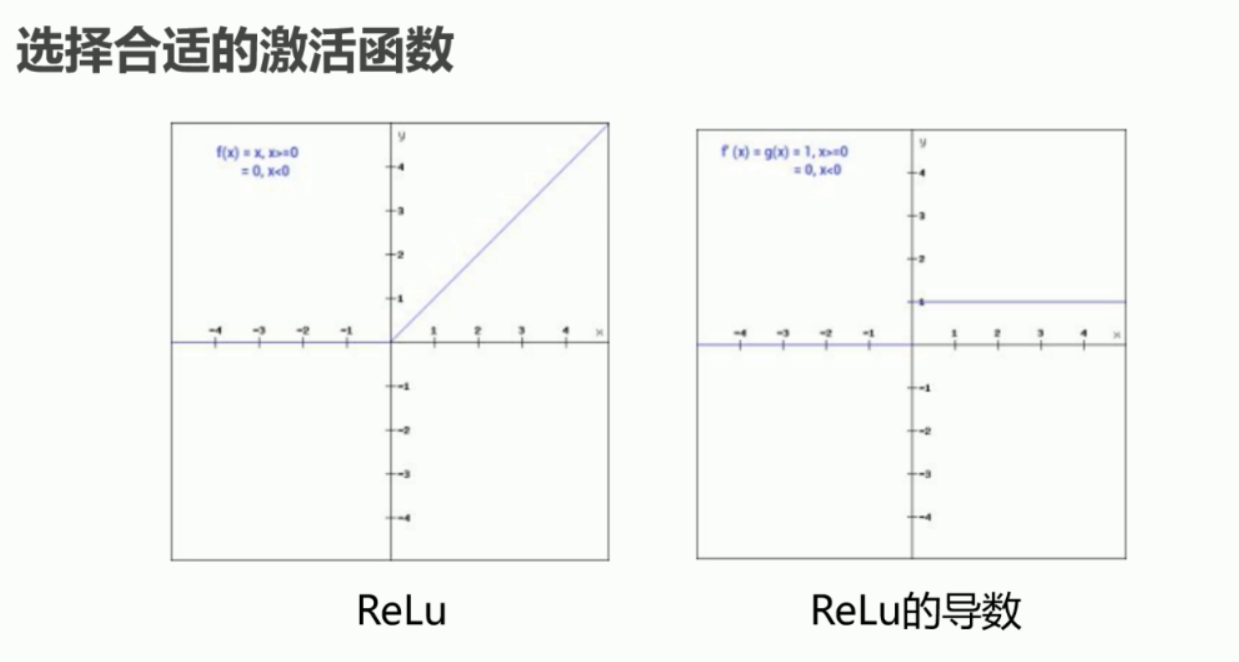 选择合适的激活函数
f(x) = x, x>=0
= 0, x<0
y
4
3
2
1
-4 -3 -2 -1 1 2 3 4 x
-1
-2
-3
-4
f'(x) = g(x) = 1, x>=0
= 0, x<0
y
4
3
2
1
-4 -3 -2 -1 1 2 3 4 x
-1
-2
-3
-4
ReLu
ReLu的导数